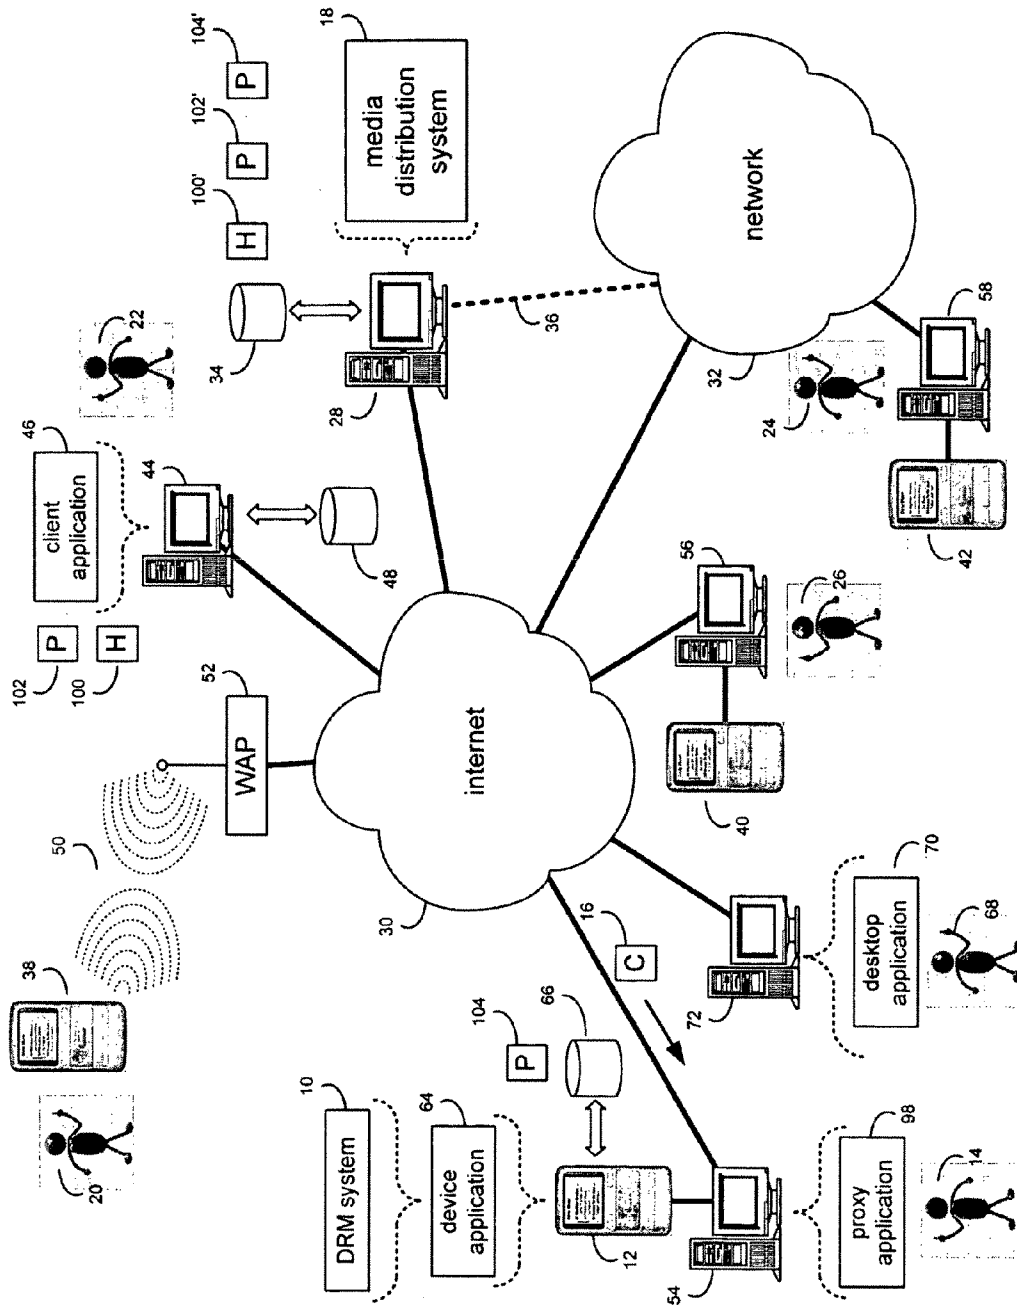 104'
102'
100'
P
P
H
18
media
distribution
system
34
22
28
36
network
32
24
58
42
46
client
application
44
48
P
H
102
100
52
WAP
50
internet
30
56
26
40
38
20
16
C
72
desktop
application
70
68
104
P
66
10
DRM system
64
device
application
12
54
proxy
application
98
14